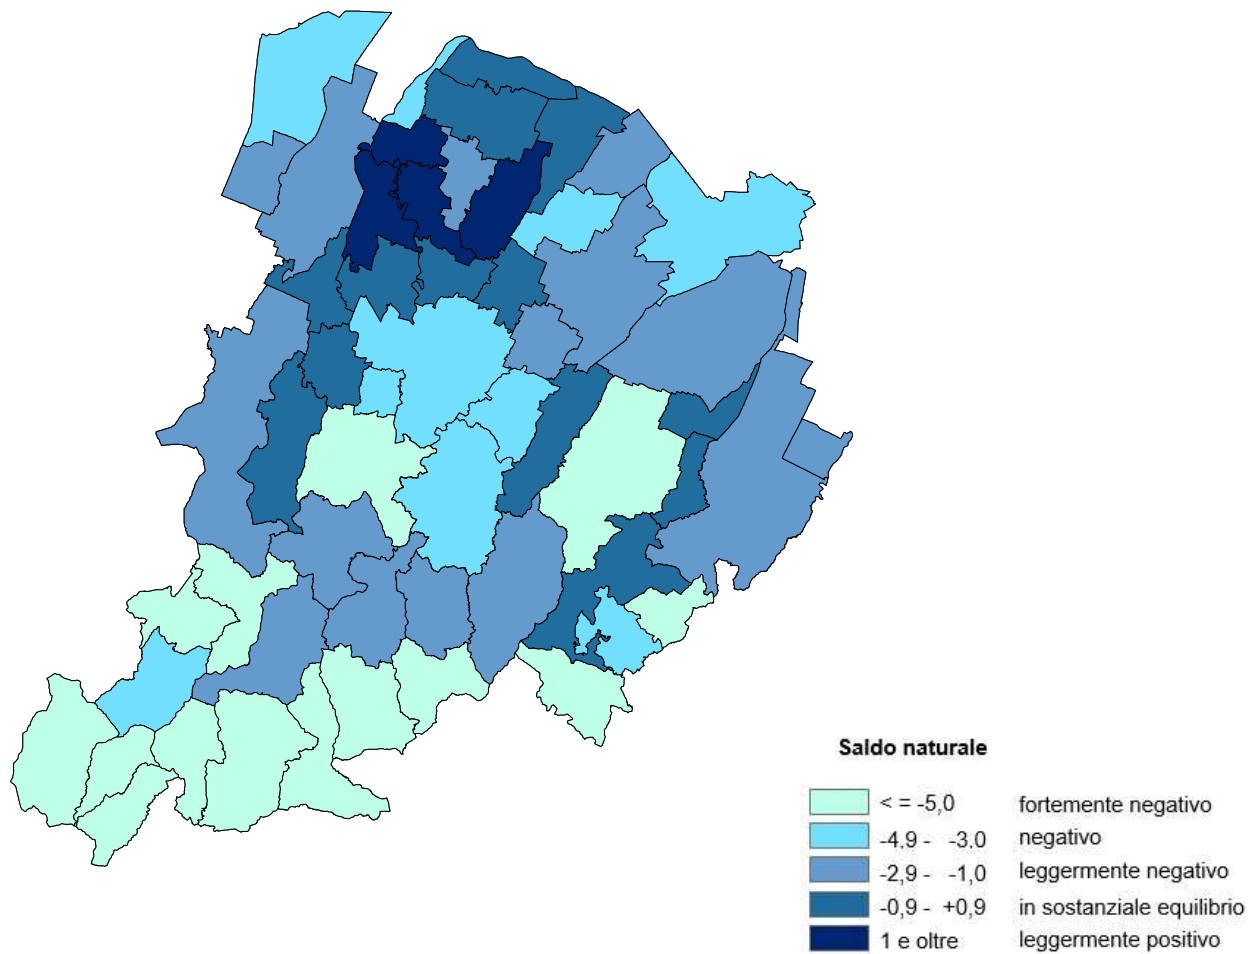 Saldo naturale
< = -5,0 fortemente negativo
-4,9 - -3.0 negativo
-2,9 - -1,0 leggermente negativo
-0,9 - +0,9 in sostanziale equilibrio
1 e oltre leggermente positivo